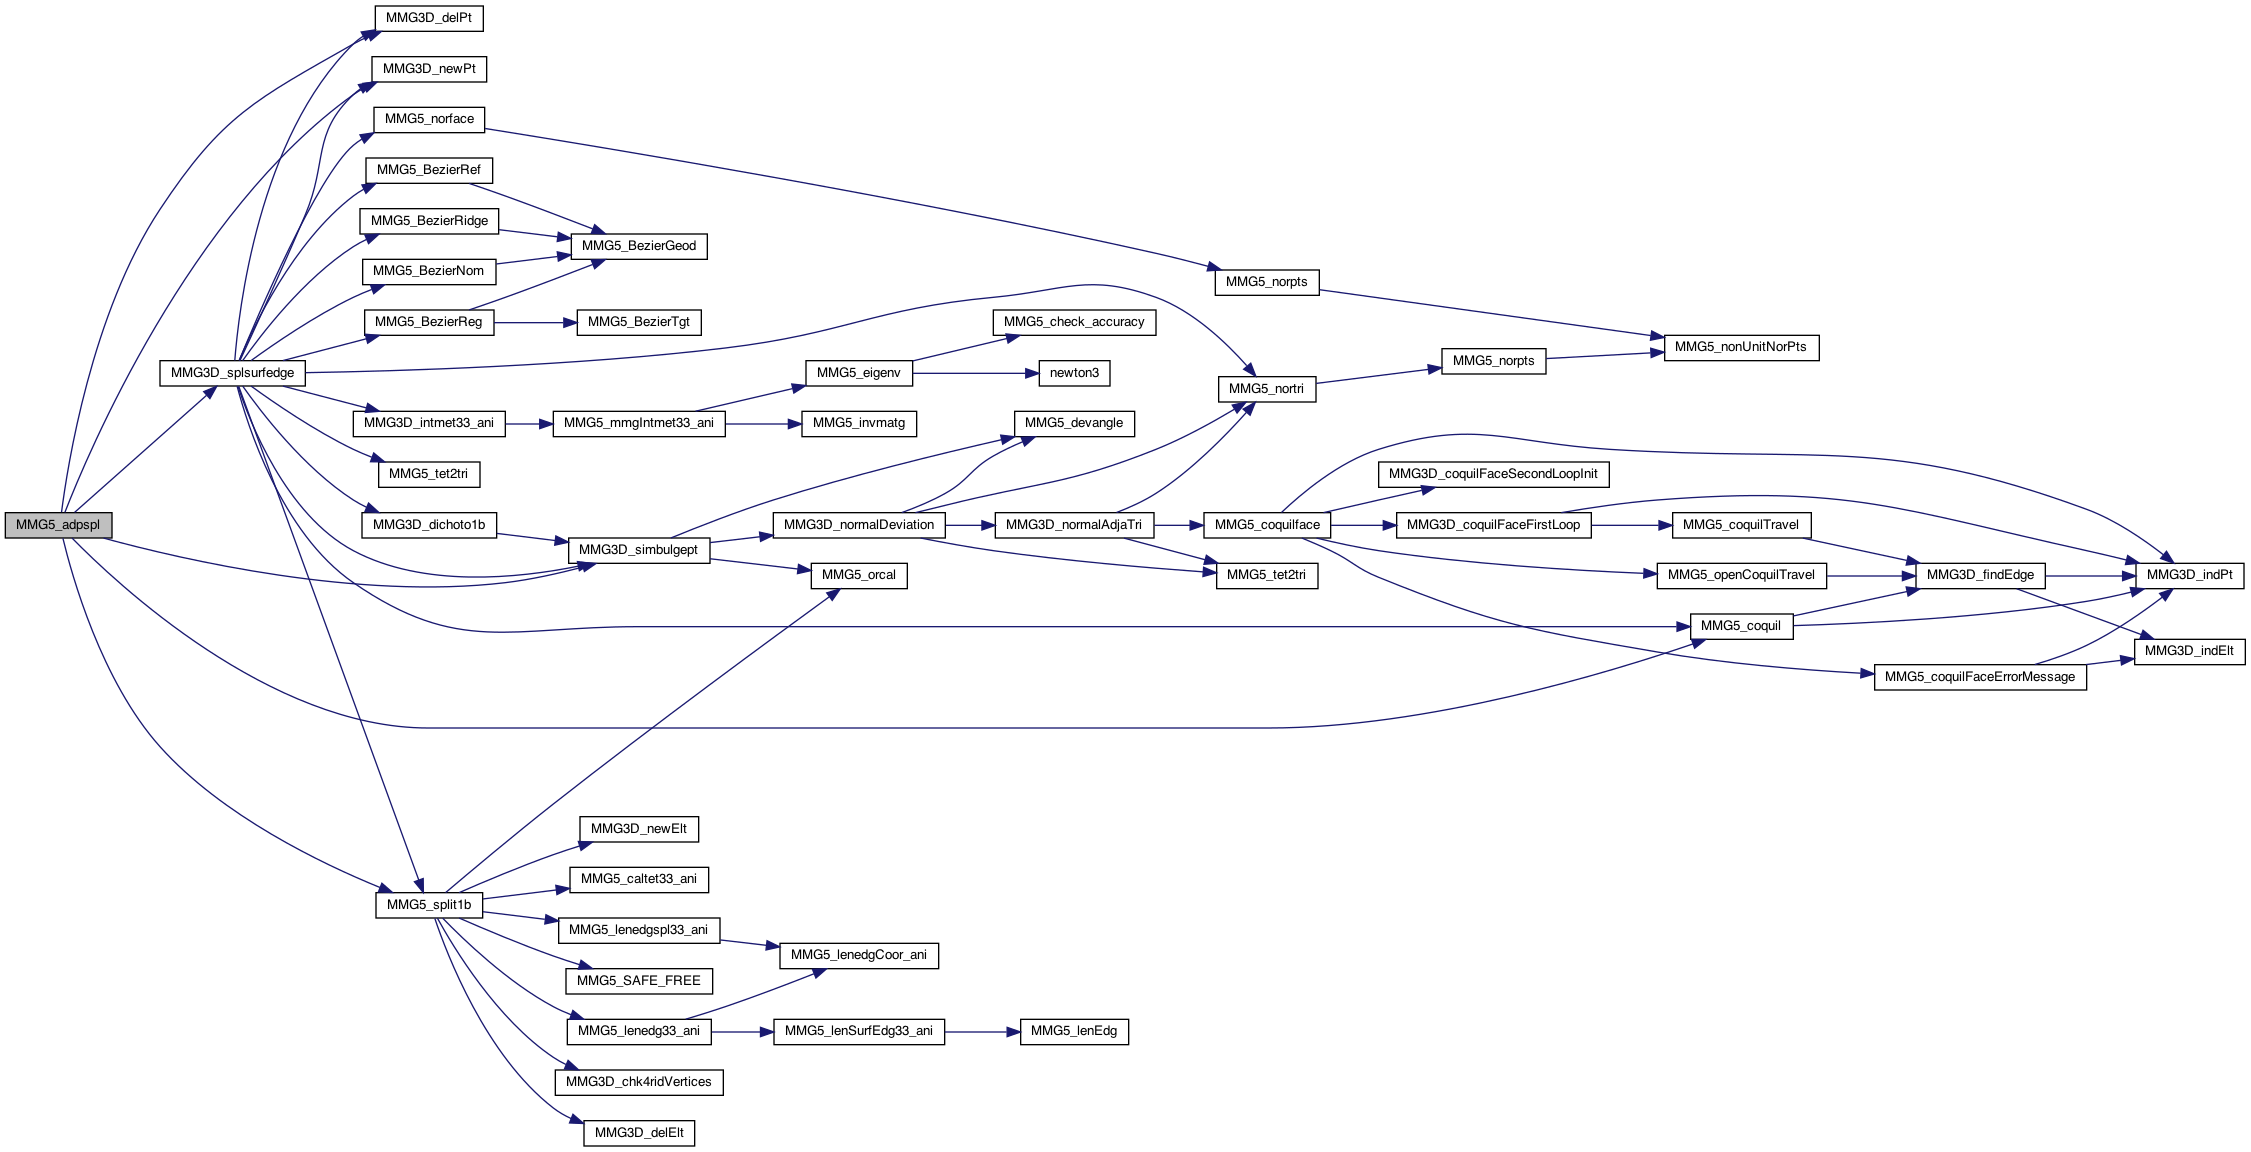 MMG3D_delPt
MMG3D_newPt
MMG5_norface
MMG5_BezierRef
MMG5_BezierRidge
MMG5_BezierGeod
MMG5_BezierNom
MMG5_norpts
MMG5_BezierReg
MMG5_BezierTgt
MMG5_check_accuracy
MMG5_nonUnitNorPts
MMG5_norpts
MMG3D_splsurfedge
MMG5_eigenv
newton3
MMG5_nortri
MMG3D_intmet33_ani
MMG5_mmgIntmet33_ani
MMG5_invmatg
MMG5_devangle
MMG5_tet2tri
MMG3D_coquilFaceSecondLoopInit
MMG5_adpspl
MMG3D_dichoto1b
MMG3D_normalDeviation
MMG3D_normalAdjaTri
MMG5_coquilface
MMG3D_coquilFaceFirstLoop
MMG5_coquilTravel
MMG3D_simbulgept
MMG5_orcal
MMG5_tet2tri
MMG5_openCoquilTravel
MMG3D_findEdge
MMG3D_indPt
MMG5_coquil
MMG3D_indElt
MMG5_coquilFaceErrorMessage
MMG3D_newElt
MMG5_caltet33_ani
MMG5_split1b
MMG5_lenedgspl33_ani
MMG5_lenedgCoor_ani
MMG5_SAFE_FREE
MMG5_lenedg33_ani
MMG5_lenSurfEdg33_ani
MMG5_lenEdg
MMG3D_chk4ridVertices
MMG3D_delElt